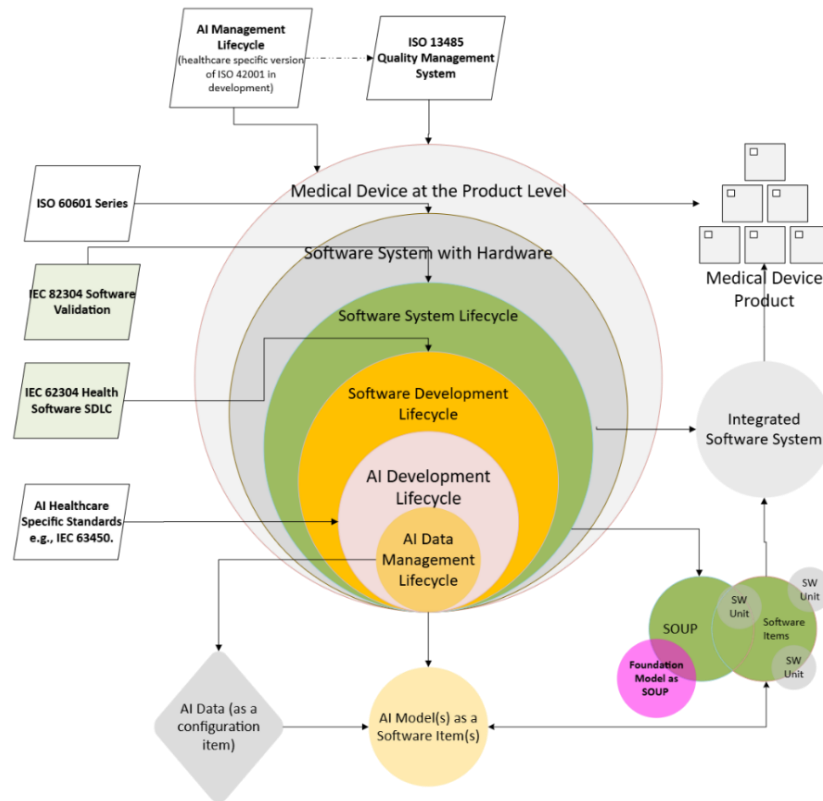 AI Management
Lifecycle
(healthcare specific version
of ISO 42001 in
development)
ISO 13485
Quality Management
System
Medical Device at the Product Level
ISO 60601 Series
Software System with Hardware
IEC 82304 Software
Validation
Software System Lifecycle
Medical Device
Product
IEC 62304 Health
Software SDLC
Software Development
Lifecycle
Integrated
Software System
AI Development
Lifecycle
AI Healthcare
Specific Standards
e.g., IEC 63450.
AI Data
Management
Lifecycle
SW
Unit
SW
Unit
SOUP
Software
Items
Foundation
Model as
SOUP
SW
Unit
AI Data (as a
configuration
item)
AI Model(s) as a
Software Item(s)